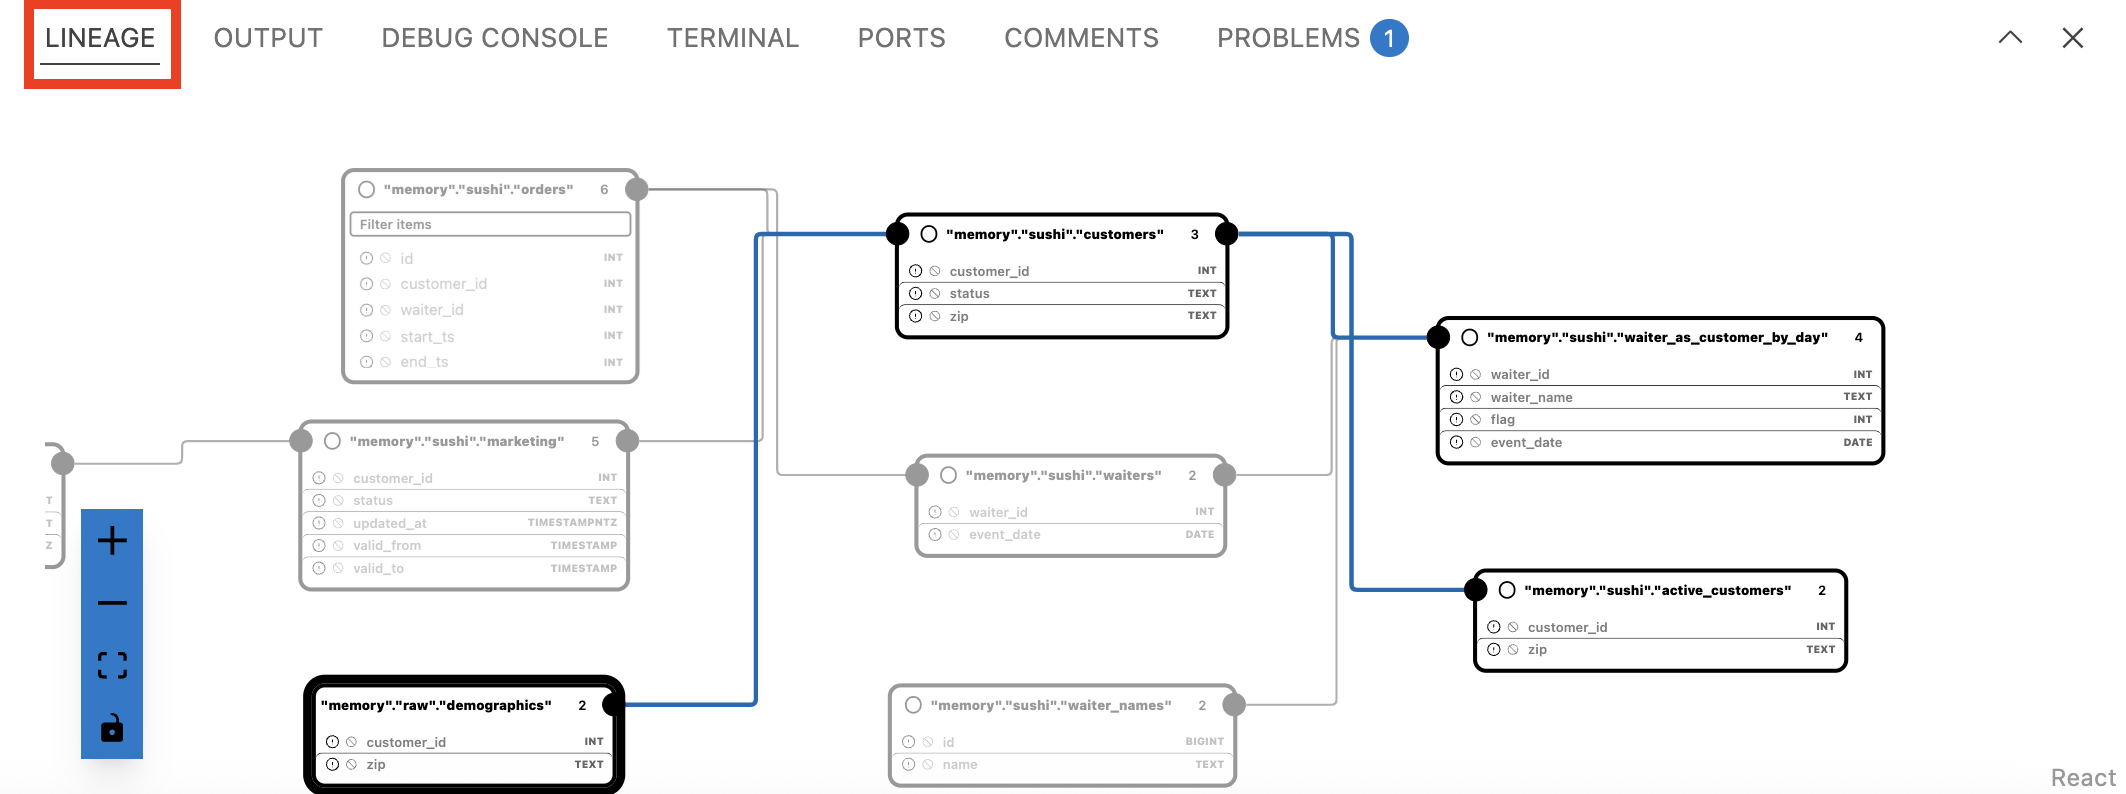 LINEAGE OUTPUT DEBUG CONSOLE TERMINAL PORTS COMMENTS PROBLEMS 1
"memory"."sushi"."orders" 6
Filter items
id INT
customer_id INT
waiter_id INT
start_ts INT
end_ts INT
"memory"."sushi"."marketing" 5
customer_id INT
status TEXT
updated_at TIMESTAMPNTZ
valid_from TIMESTAMP
valid_to TIMESTAMP
T
T
Z
"memory"."raw"."demographics" 2
customer_id INT
zip TEXT
"memory"."sushi"."customers" 3
customer_id INT
status TEXT
zip TEXT
"memory"."sushi"."waiters" 2
waiter_id INT
event_date DATE
"memory"."sushi"."waiter_names" 2
id BIGINT
name TEXT
"memory"."sushi"."waiter_as_customer_by_day" 4
waiter_id INT
waiter_name TEXT
flag INT
event_date DATE
"memory"."sushi"."active_customers" 2
customer_id INT
zip TEXT
React